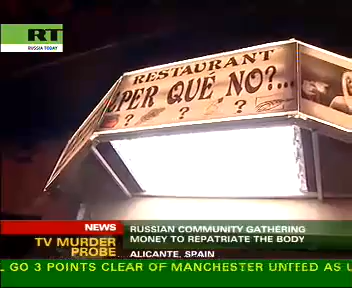 RT
RUSSIA TODAY
RESTAURANT
¿PER QUÉ NO?...
? ? ?
NEWS
TV MURDER
PROBE
RUSSIAN COMMUNITY GATHERING
MONEY TO REPATRIATE THE BODY
ALICANTE, SPAIN
L GO 3 POINTS CLEAR OF MANCHESTER UNITED AS U